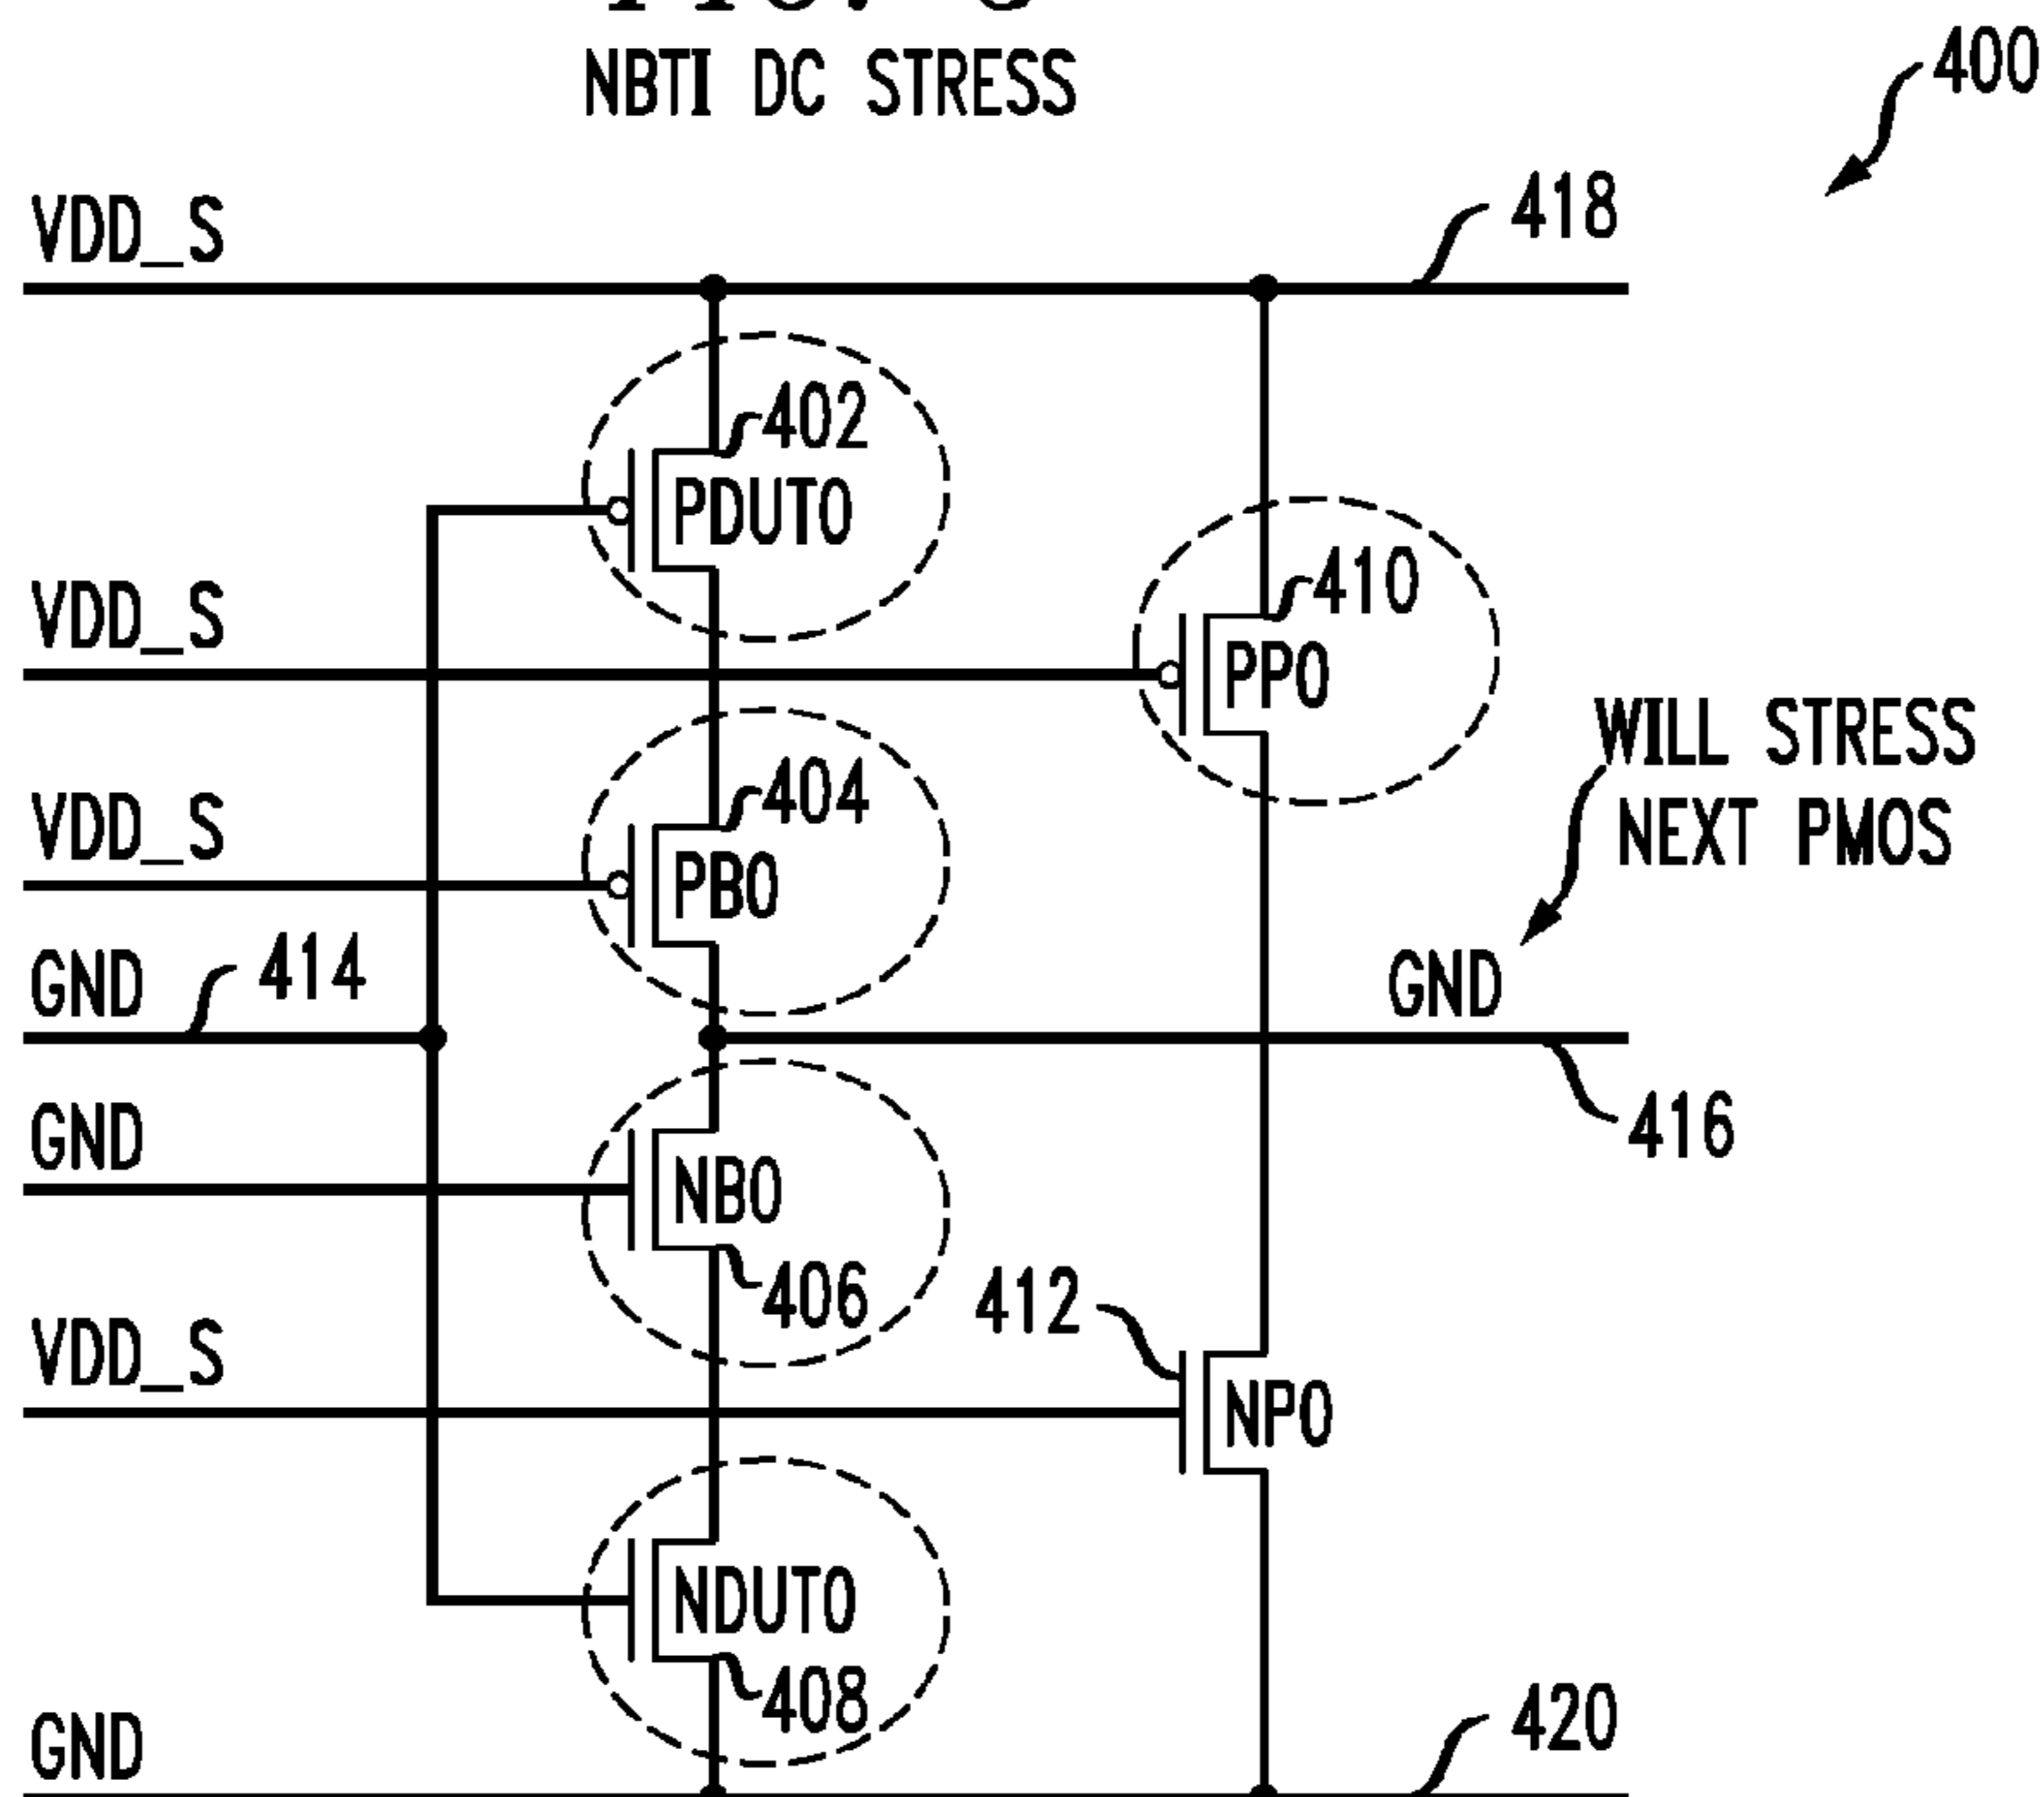 NBTI DC STRESS
400
VDD_S
418
402
PDUT0
VDD_S
410
PP0
WILL STRESS
NEXT PMOS
VDD_S
404
PB0
GND
414
GND
416
GND
NB0
406
VDD_S
412
NP0
NDUT0
408
GND
420